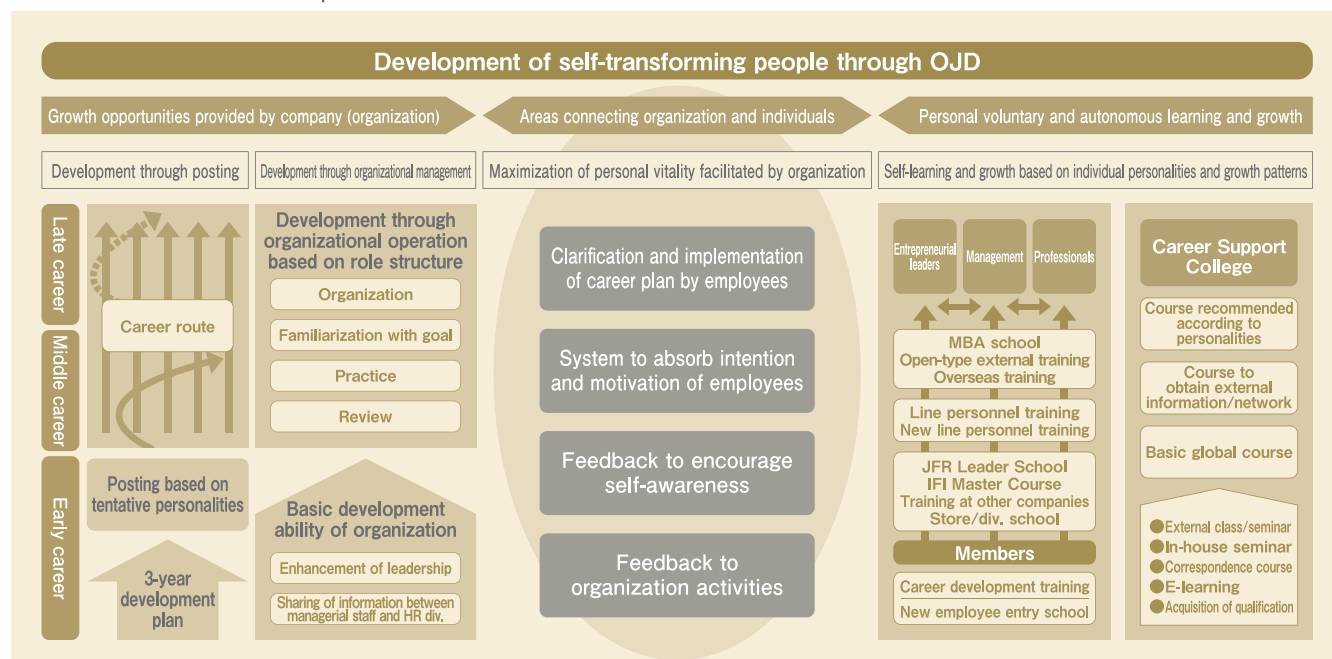 Development of self-transforming people through OJD
Growth opportunities provided by company (organization)
Areas connecting organization and individuals
Personal voluntary and autonomous learning and growth
Development through posting
Development through organizational management
Maximization of personal vitality facilitated by organization
Self-learning and growth based on individual personalities and growth patterns
Late career
Middle career
Early career
Career route
Posting based on
tentative personalities
3-year
development
plan
Development through
organizational operation
based on role structure
Organization
Familiarization with goal
Practice
Review
Basic development
ability of organization
Enhancement of leadership
Sharing of information between
managerial staff and HR div.
Clarification and implementation
of career plan by employees
System to absorb intention
and motivation of employees
Feedback to encourage
self-awareness
Feedback to
organization activities
Entrepreneurial
leaders
Management
Professionals
MBA school
Open-type external training
Overseas training
Line personnel training
New line personnel training
JFR Leader School
IFI Master Course
Training at other companies
Store/div. school
Members
Career development training
New employee entry school
Career Support
College
Course recommended
according to
personalities
Course to
obtain external
information/network
Basic global course
●External class/seminar
●In-house seminar
●Correspondence course
●E-learning
●Acquisition of qualification